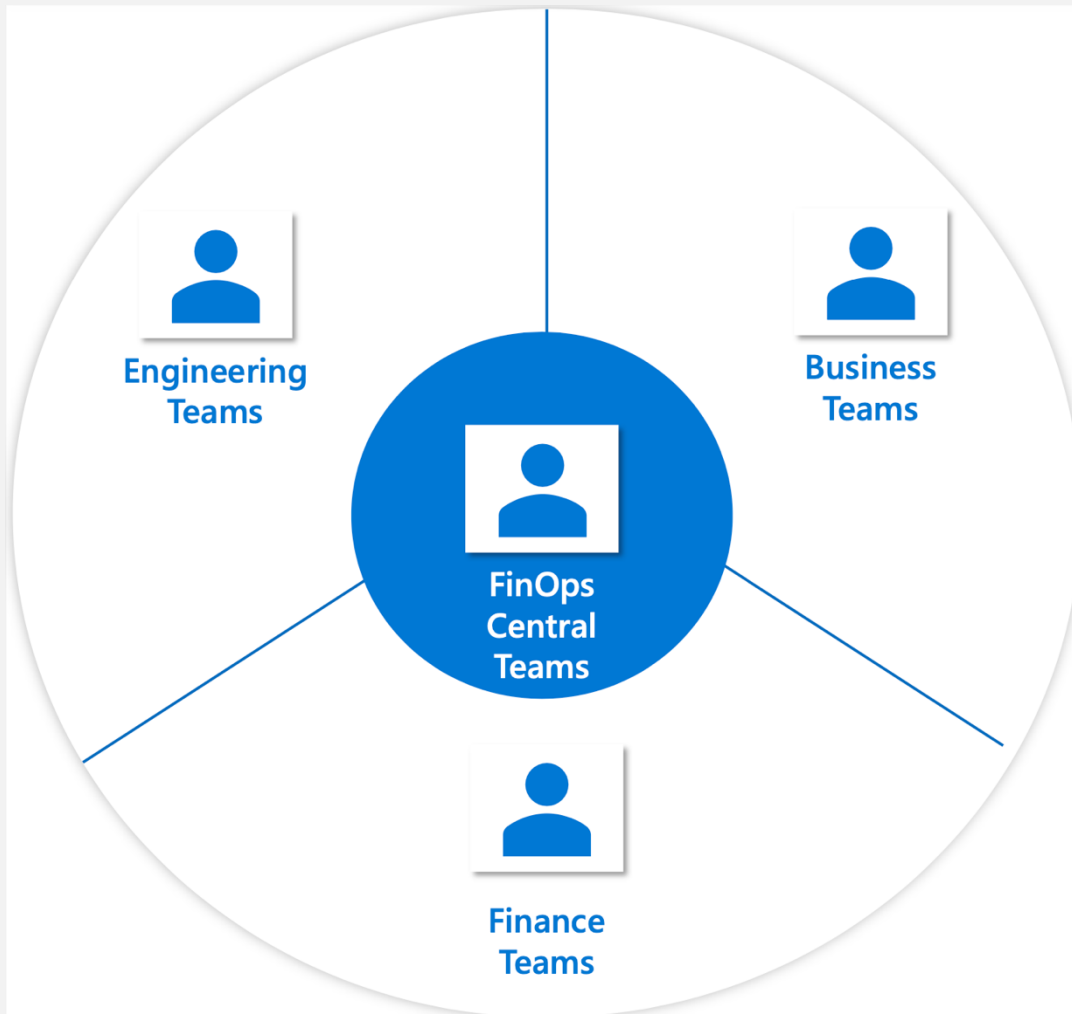 Engineering
Teams
Business
Teams
FinOps
Central
Teams
Finance
Teams